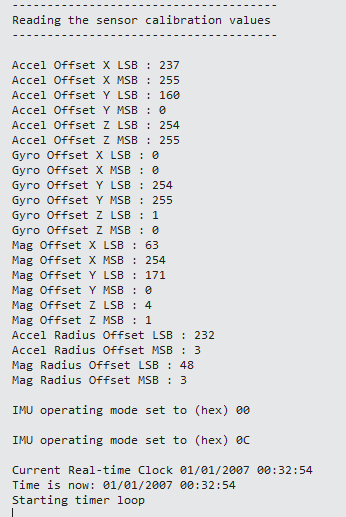 ----------------------------------------
Reading the sensor calibration values
----------------------------------------
Accel Offset X LSB : 237
Accel Offset X MSB : 255
Accel Offset Y LSB : 160
Accel Offset Y MSB : 0
Accel Offset Z LSB : 254
Accel Offset Z MSB : 255
Gyro Offset X LSB : 0
Gyro Offset X MSB : 0
Gyro Offset Y LSB : 254
Gyro Offset Y MSB : 255
Gyro Offset Z LSB : 1
Gyro Offset Z MSB : 0
Mag Offset X LSB : 63
Mag Offset X MSB : 254
Mag Offset Y LSB : 171
Mag Offset Y MSB : 0
Mag Offset Z LSB : 4
Mag Offset Z MSB : 1
Accel Radius Offset LSB : 232
Accel Radius Offset MSB : 3
Mag Radius Offset LSB : 48
Mag Radius Offset MSB : 3
IMU operating mode set to (hex) 00
IMU operating mode set to (hex) 0C
Current Real-time Clock 01/01/2007 00:32:54
Time is now: 01/01/2007 00:32:54
Starting timer loop